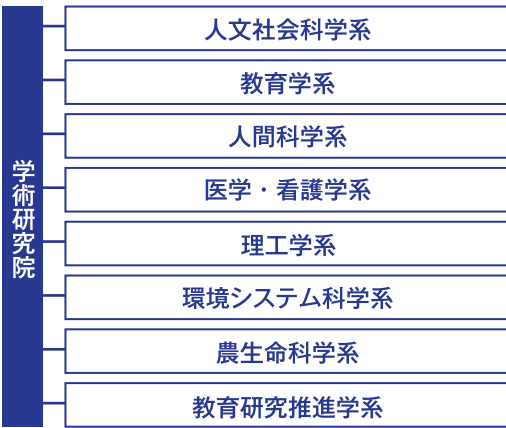 学術研究院
人文社会科学系
教育学系
人間科学系
医学・看護学系
理工学系
環境システム科学系
農生命科学系
教育研究推進学系